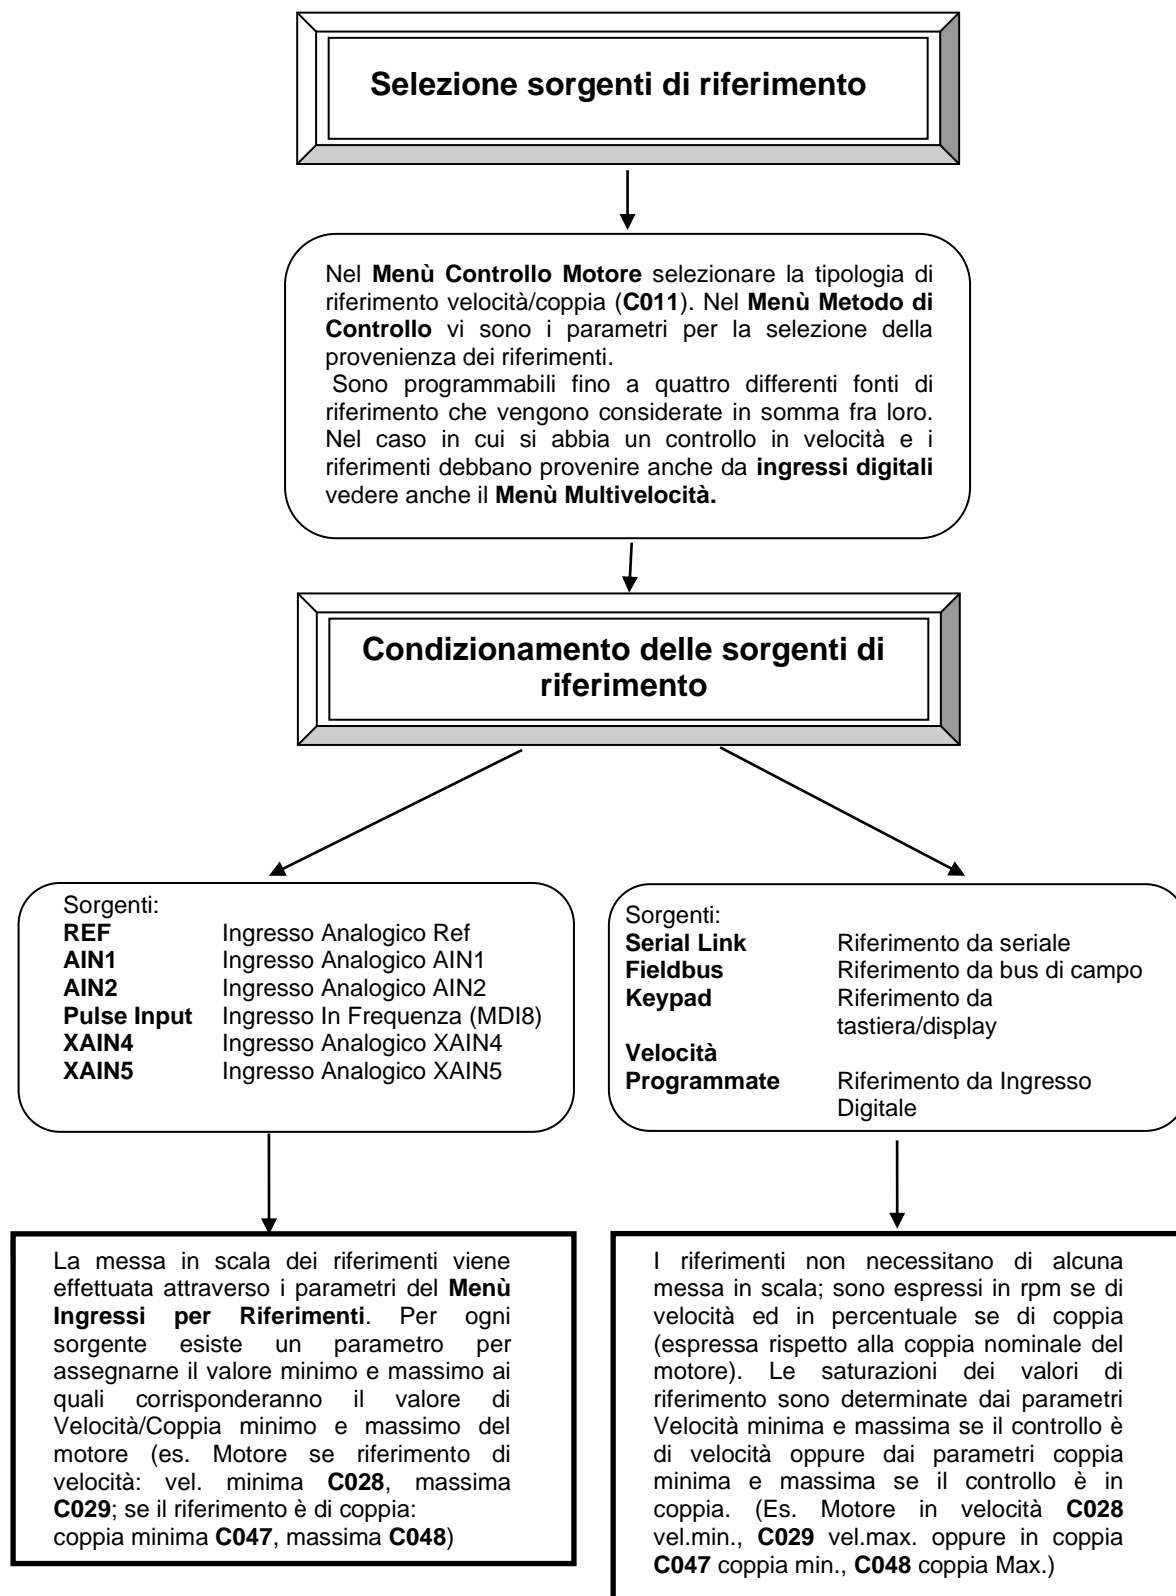 Selezione sorgenti di riferimento
Nel Menù Controllo Motore selezionare la tipologia di
riferimento velocità/coppia (C011). Nel Menù Metodo di
Controllo vi sono i parametri per la selezione della
provenienza dei riferimenti.
Sono programmabili fino a quattro differenti fonti di
riferimento che vengono considerate in somma fra loro.
Nel caso in cui si abbia un controllo in velocità e i
riferimenti debbano provenire anche da ingressi digitali
vedere anche il Menù Multivelocità.
Condizionamento delle sorgenti di
riferimento
Sorgenti:
REF Ingresso Analogico Ref
AIN1 Ingresso Analogico AIN1
AIN2 Ingresso Analogico AIN2
Pulse Input Ingresso In Frequenza (MDI8)
XAIN4 Ingresso Analogico XAIN4
XAIN5 Ingresso Analogico XAIN5
Sorgenti:
Serial Link Riferimento da seriale
Fieldbus Riferimento da bus di campo
Keypad Riferimento da
tastiera/display
Velocità
Programmate Riferimento da Ingresso
Digitale
La messa in scala dei riferimenti viene
effettuata attraverso i parametri del Menù
Ingressi per Riferimenti. Per ogni
sorgente esiste un parametro per
assegnarne il valore minimo e massimo ai
quali corrisponderanno il valore di
Velocità/Coppia minimo e massimo del
motore (es. Motore se riferimento di
velocità: vel. minima C028, massima
C029; se il riferimento è di coppia:
coppia minima C047, massima C048)
I riferimenti non necessitano di alcuna
messa in scala; sono espressi in rpm se di
velocità ed in percentuale se di coppia
(espressa rispetto alla coppia nominale del
motore). Le saturazioni dei valori di
riferimento sono determinate dai parametri
Velocità minima e massima se il controllo è
di velocità oppure dai parametri coppia
minima e massima se il controllo è in
coppia. (Es. Motore in velocità C028
vel.min., C029 vel.max. oppure in coppia
C047 coppia min., C048 coppia Max.)